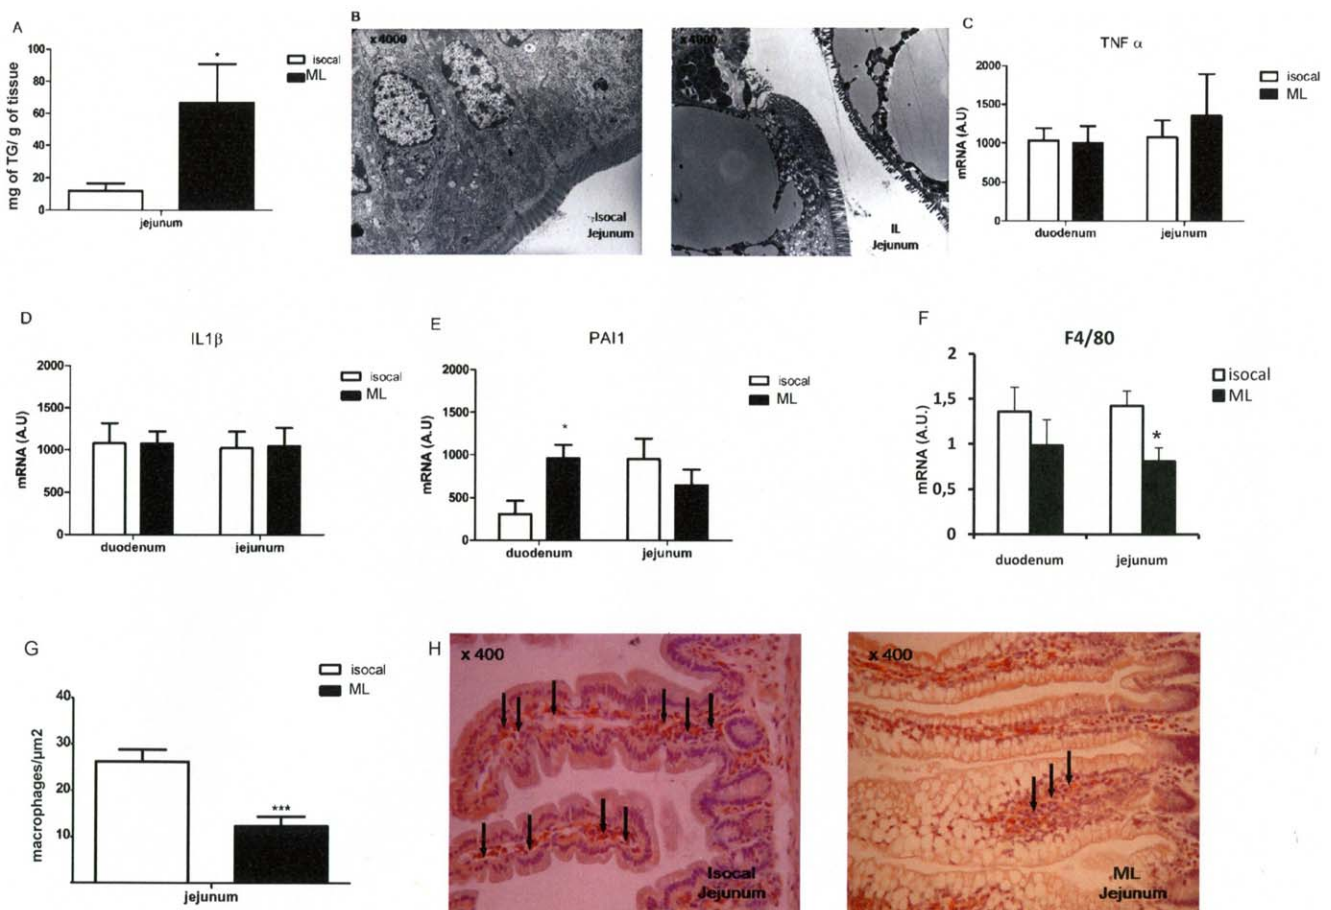 A
100
80
60
40
20
0
mg of TG/ g of tissue
*
jejunum
isocal
ML
B
x 4000
Isocal
Jejunum
x 4000
IL
Jejunum
C
TNF α
2000
1500
1000
500
0
mRNA (A.U)
duodenum
jejunum
isocal
ML
D
IL1β
2000
1500
1000
500
0
mRNA (A.U)
duodenum
jejunum
isocal
ML
E
PAI1
2000
1500
1000
500
0
mRNA (A.U)
*
duodenum
jejunum
isocal
ML
F
F4/80
2
1,5
1
0,5
0
mRNA (A.U.)
*
duodenum
jejunum
isocal
ML
G
40
30
20
10
macrophages/µm2
***
jejunum
isocal
ML
H
x 400
Isocal
Jejunum
x 400
ML
Jejunum